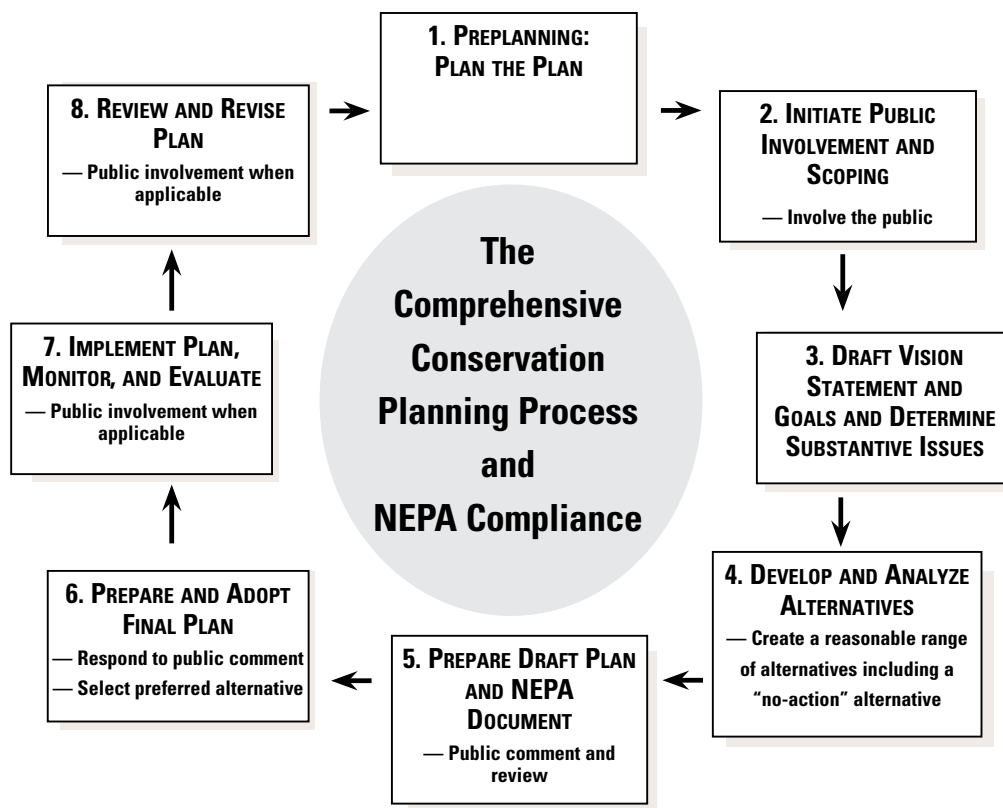 1. PREPLANNING:
PLAN THE PLAN
2. INITIATE PUBLIC
INVOLVEMENT AND
SCOPING
— Involve the public
3. DRAFT VISION
STATEMENT AND
GOALS AND DETERMINE
SUBSTANTIVE ISSUES
4. DEVELOP AND ANALYZE
ALTERNATIVES
— Create a reasonable range
of alternatives including a
“no-action” alternative
5. PREPARE DRAFT PLAN
AND NEPA
DOCUMENT
— Public comment and
review
6. PREPARE AND ADOPT
FINAL PLAN
— Respond to public comment
— Select preferred alternative
7. IMPLEMENT PLAN,
MONITOR, AND EVALUATE
— Public involvement when
applicable
8. REVIEW AND REVISE
PLAN
— Public involvement when
applicable
The
Comprehensive
Conservation
Planning Process
and
NEPA Compliance